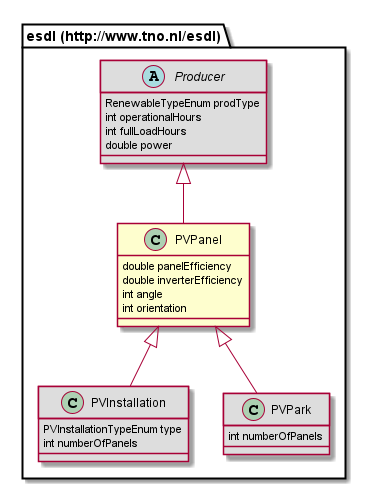 esdl (http://www.tno.nl/esdl)
A Producer
RenewableTypeEnum prodType
int operationalHours
int fullLoadHours
double power
C PVPanel
double panelEfficiency
double inverterEfficiency
int angle
int orientation
C PVInstallation
PVInstallationTypeEnum type
int numberOfPanels
C PVPark
int numberOfPanels